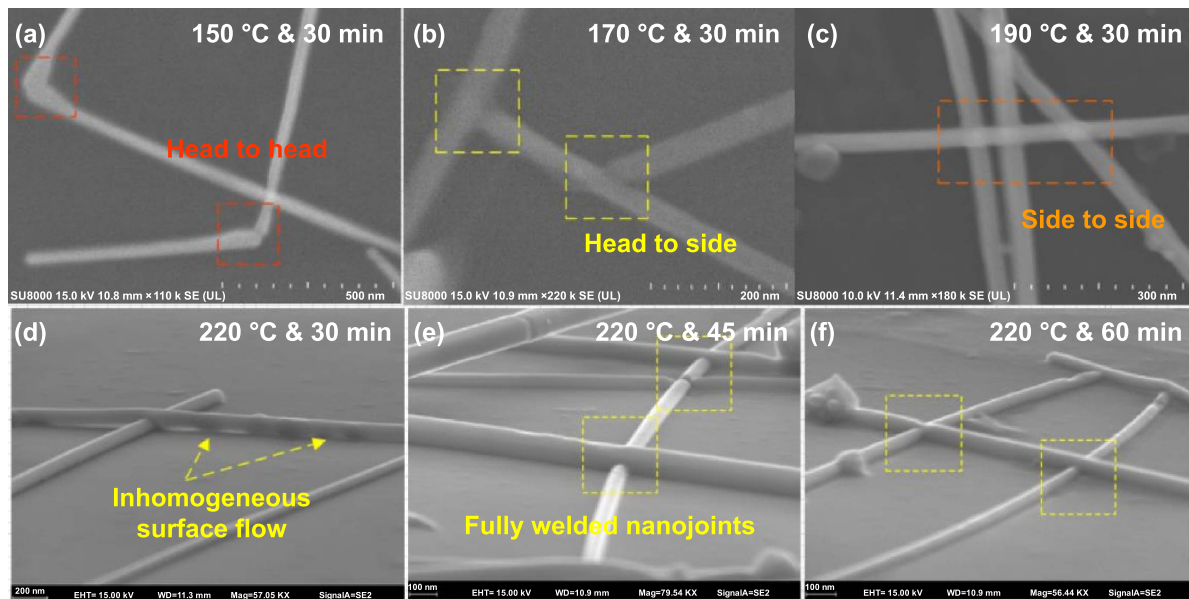 (a) 150 °C & 30 min
Head to head
SU8000 15.0 kV 10.8 mm ×110 k SE (UL) 500 nm
(b) 170 °C & 30 min
Head to side
SU8000 15.0 kV 10.9 mm ×220 k SE (UL) 200 nm
(c) 190 °C & 30 min
Side to side
SU8000 10.0 kV 11.4 mm ×180 k SE (UL) 300 nm
(d) 220 °C & 30 min
Inhomogeneous
surface flow
200 nm EHT= 15.00 kV WD=11.3 mm Mag=57.05 KX SignalA=SE2
(e) 220 °C & 45 min
Fully welded nanojoints
100 nm EHT= 15.00 kV WD=10.9 mm Mag=79.54 KX SignalA=SE2
(f) 220 °C & 60 min
100 nm EHT= 15.00 kV WD=10.9 mm Mag=56.44 KX SignalA=SE2